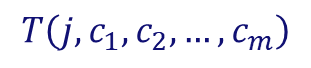 T(j, c₁, c₂, …, cₘ)